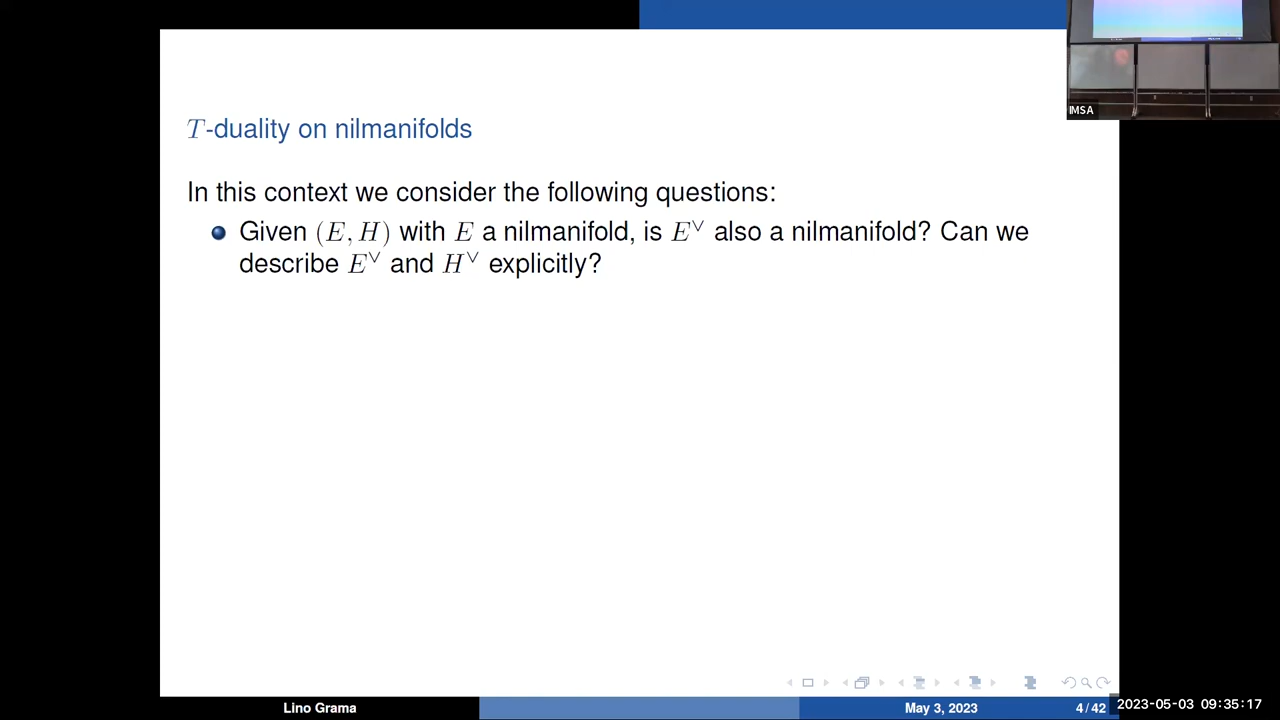 T-duality on nilmanifolds
In this context we consider the following questions:
Given (E, H) with E a nilmanifold, is E∨ also a nilmanifold? Can we
describe E∨ and H∨ explicitly?
IMSA
Lino Grama
May 3, 2023
4 / 42
2023-05-03 09:35:17